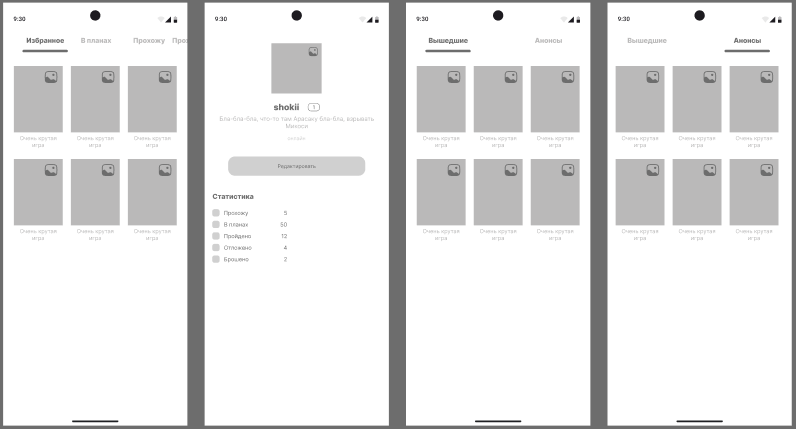 9:30
Избранное В планах Прохожу
Очень крутая игра Очень крутая игра Очень крутая игра
Очень крутая игра Очень крутая игра Очень крутая игра
9:30
shokii 1
Бла-бла-бла, что-то там Арасаку бла-бла, взрывать
Микоси
онлайн
Редактировать
Статистика
Прохожу 5
В планах 50
Пройдено 12
Отложено 4
Брошено 2
9:30
Вышедшие Анонсы
Очень крутая игра Очень крутая игра Очень крутая игра
Очень крутая игра Очень крутая игра Очень крутая игра
9:30
Вышедшие Анонсы
Очень крутая игра Очень крутая игра Очень крутая игра
Очень крутая игра Очень крутая игра Очень крутая игра